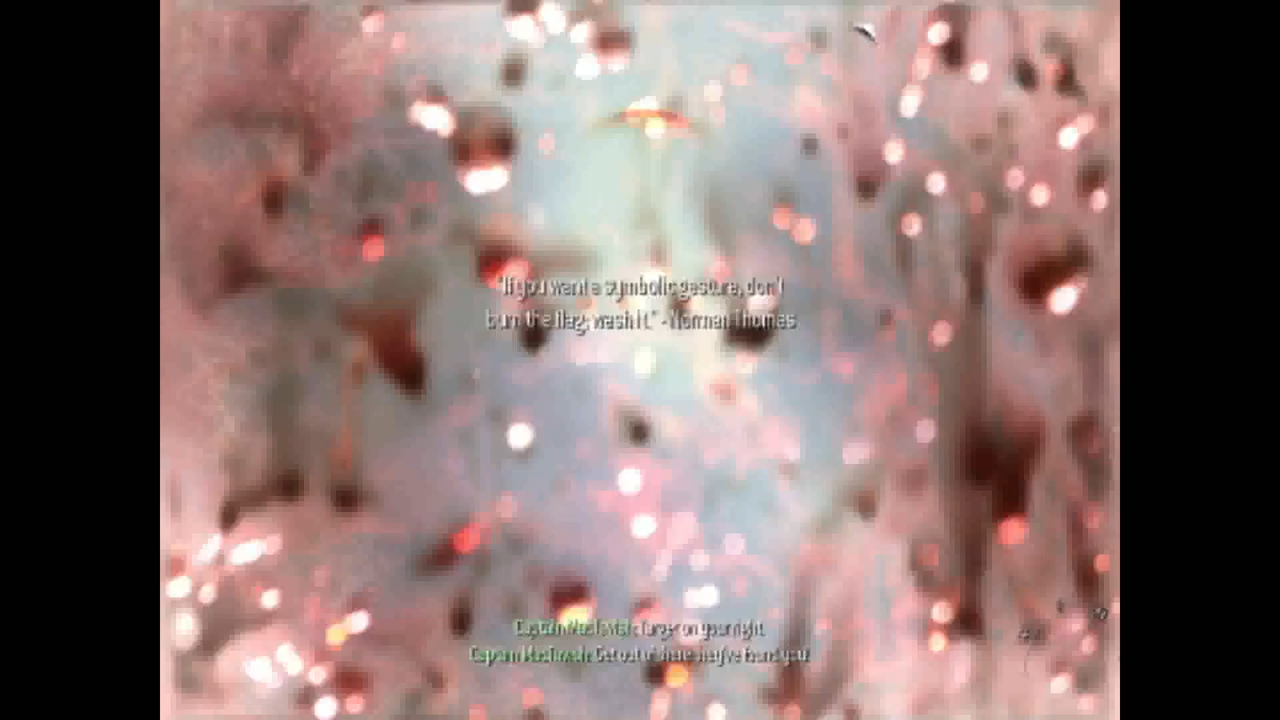 "If you want a symbolic gesture, don't
burn the flag; wash it." - Norman Thomas
Captain MacTavish: Target on your right.
Captain MacTavish: Get out of there they've found you!